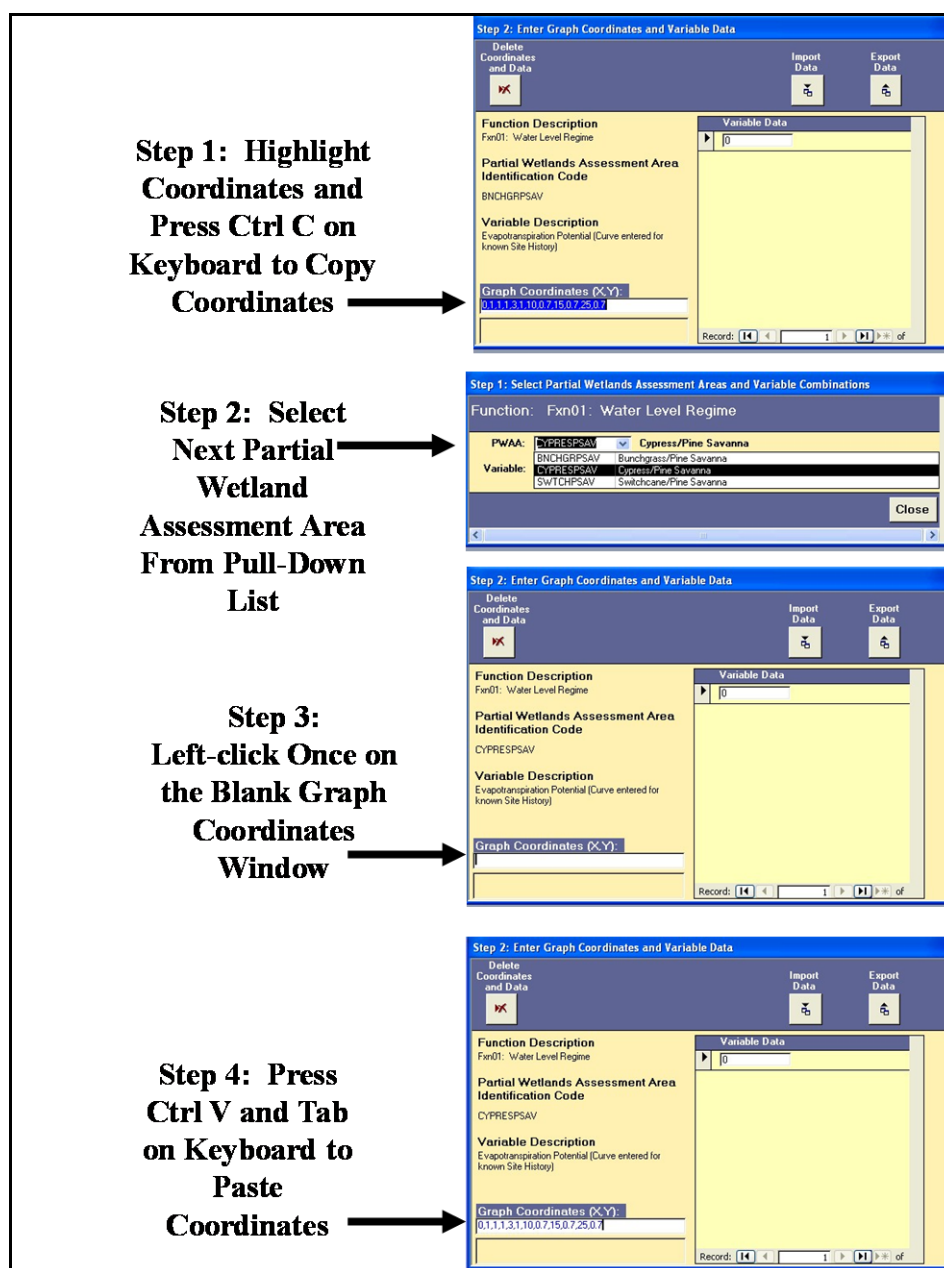 Step 1: Highlight
Coordinates and
Press Ctrl C on
Keyboard to Copy
Coordinates
Step 2: Enter Graph Coordinates and Variable Data
Delete
Coordinates
and Data
Import
Data
Export
Data
Function Description
Fxn01: Water Level Regime
Partial Wetlands Assessment Area
Identification Code
BNCHGRPSAV
Variable Description
Evapotranspiration Potential (Curve entered for
known Site History)
Graph Coordinates (X,Y):
0,1,1,1,3,1,10,0.7,15,0.7,25,0.7
Variable Data
0
Record: 1 of
Step 2: Select
Next Partial
Wetland
Assessment Area
From Pull-Down
List
Step 1: Select Partial Wetlands Assessment Areas and Variable Combinations
Function: Fxn01: Water Level Regime
PWAA: CYPRESPSAV Cypress/Pine Savanna
Variable:
BNCHGRPSAV Bunchgrass/Pine Savanna
CYPRESPSAV Cypress/Pine Savanna
SWTCHPSAV Switchcane/Pine Savanna
Close
Step 3:
Left-click Once on
the Blank Graph
Coordinates
Window
Step 2: Enter Graph Coordinates and Variable Data
Delete
Coordinates
and Data
Import
Data
Export
Data
Function Description
Fxn01: Water Level Regime
Partial Wetlands Assessment Area
Identification Code
CYPRESPSAV
Variable Description
Evapotranspiration Potential (Curve entered for
known Site History)
Graph Coordinates (X,Y):
Variable Data
0
Record: 1 of
Step 4: Press
Ctrl V and Tab
on Keyboard to
Paste
Coordinates
Step 2: Enter Graph Coordinates and Variable Data
Delete
Coordinates
and Data
Import
Data
Export
Data
Function Description
Fxn01: Water Level Regime
Partial Wetlands Assessment Area
Identification Code
CYPRESPSAV
Variable Description
Evapotranspiration Potential (Curve entered for
known Site History)
Graph Coordinates (X,Y):
0,1,1,1,3,1,10,0.7,15,0.7,25,0.7
Variable Data
0
Record: 1 of